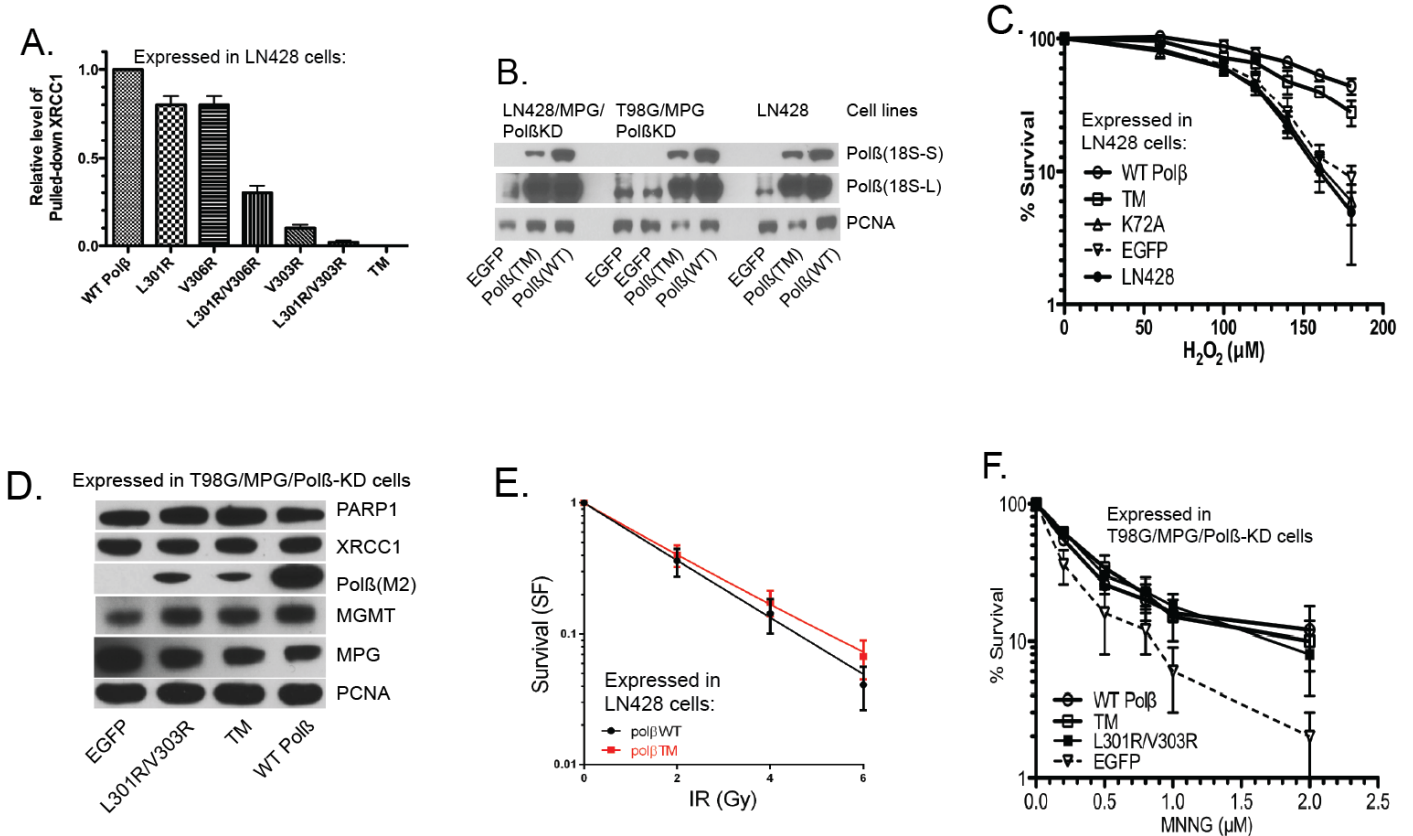 A.
Expressed in LN428 cells:
Relative level of
Pulled-down XRCC1
1.0
0.5
0.0
WT Polß
L301R
V306R
L301R/V306R
V303R
L301R/V303R
TM
B.
LN428/MPG/ T98G/MPG LN428 Cell lines
PolßKD PolßKD
Polß(18S-S)
Polß(18S-L)
PCNA
EGFP
Polß(TM)
Polß(WT)
EGFP
EGFP
Polß(TM)
Polß(WT)
EGFP
Polß(TM)
Polß(WT)
C.
% Survival
100
10
1
Expressed in
LN428 cells:
WT Polβ
TM
K72A
EGFP
LN428
0 50 100 150 200
H2O2 (µM)
D.
Expressed in T98G/MPG/Polß-KD cells
PARP1
XRCC1
Polß(M2)
MGMT
MPG
PCNA
EGFP
L301R/V303R
TM
WT Polß
E.
Survival (SF)
1
0.1
0.01
Expressed in
LN428 cells:
polβWT
polβTM
0 2 4 6
IR (Gy)
F.
% Survival
100
10
1
Expressed in
T98G/MPG/Polß-KD cells
WT Polβ
TM
L301R/V303R
EGFP
0.0 0.5 1.0 1.5 2.0 2.5
MNNG (µM)